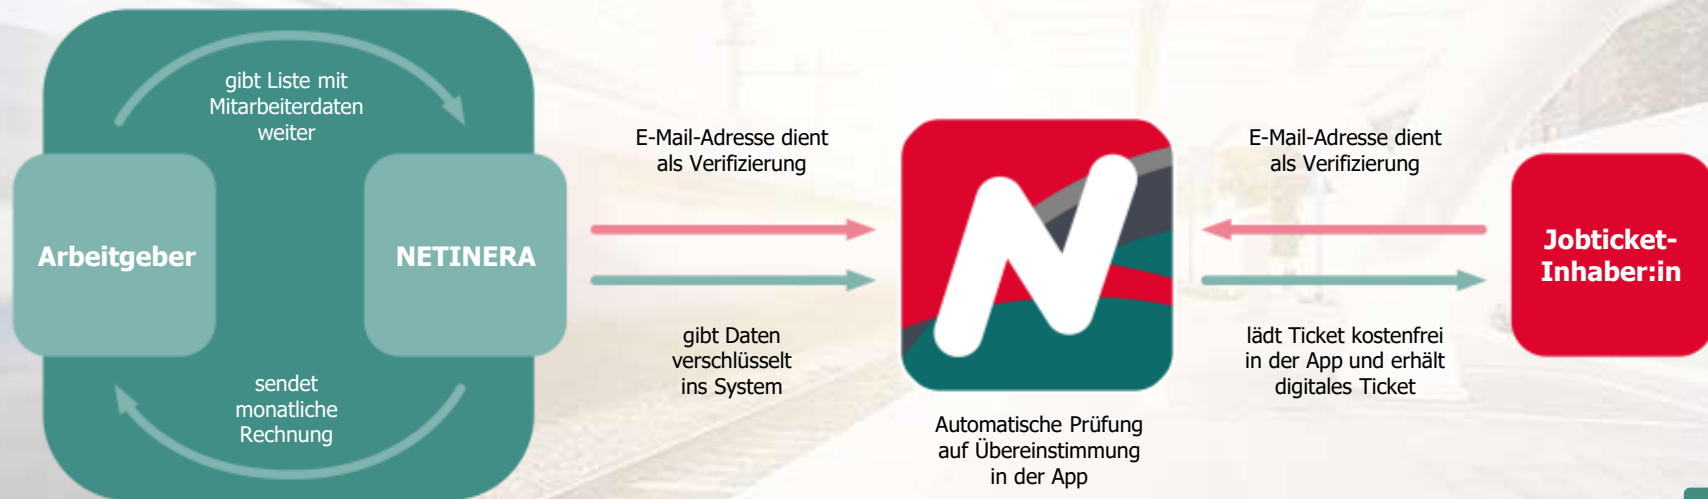 gibt Liste mit
Mitarbeiterdaten
weiter
Arbeitgeber
NETINERA
sendet
monatliche
Rechnung
E-Mail-Adresse dient
als Verifizierung
gibt Daten
verschlüsselt
ins System
N
Automatische Prüfung
auf Übereinstimmung
in der App
E-Mail-Adresse dient
als Verifizierung
lädt Ticket kostenfrei
in der App und erhält
digitales Ticket
Jobticket-
Inhaber:in